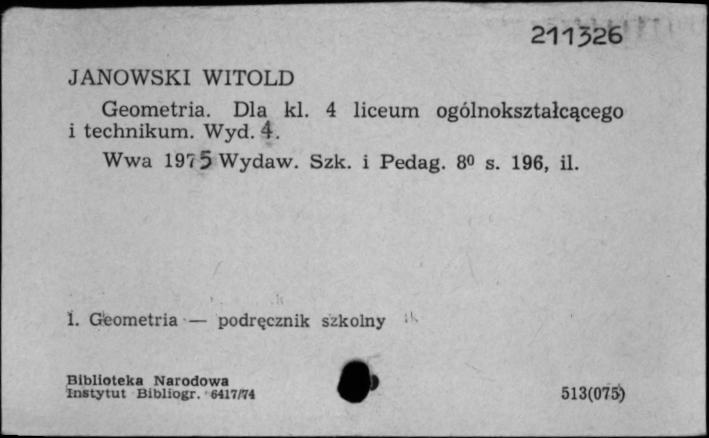 211326
JANOWSKI WITOLD
Geometria. Dla kl. 4 liceum ogólnokształcącego
i technikum. Wyd. 4.
Wwa 1975 Wydaw. Szk. i Pedag. 8⁰ s. 196, il.
1. Geometria — podręcznik szkolny
Biblioteka Narodowa
Instytut Bibliogr. 6417/74
513(075)